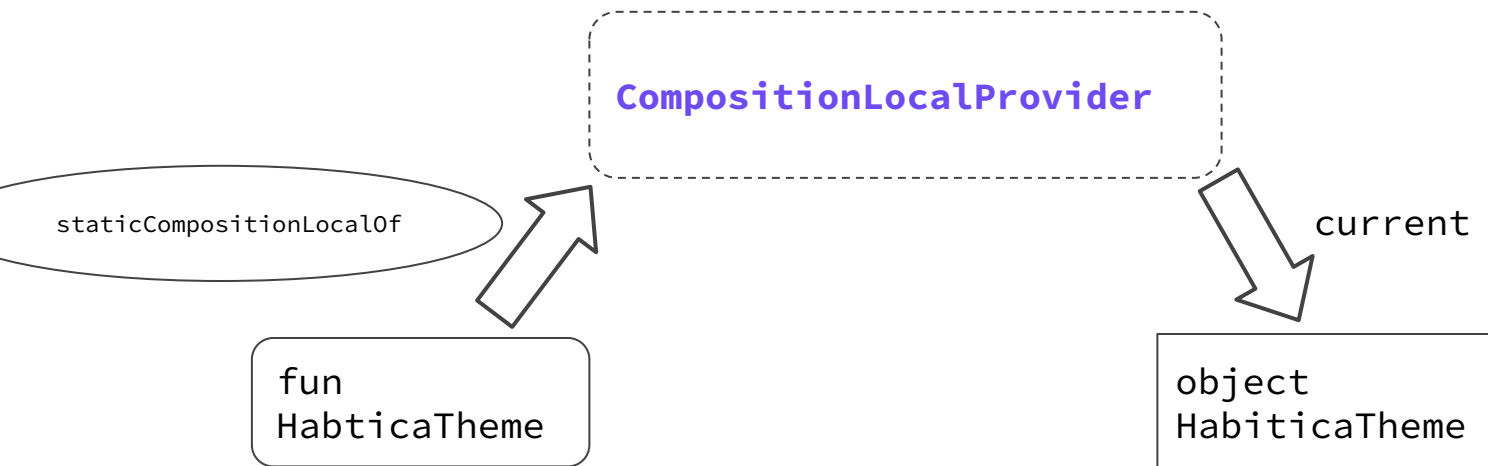 CompositionLocalProvider
staticCompositionLocalOf
current
fun
HabticaTheme
object
HabiticaTheme